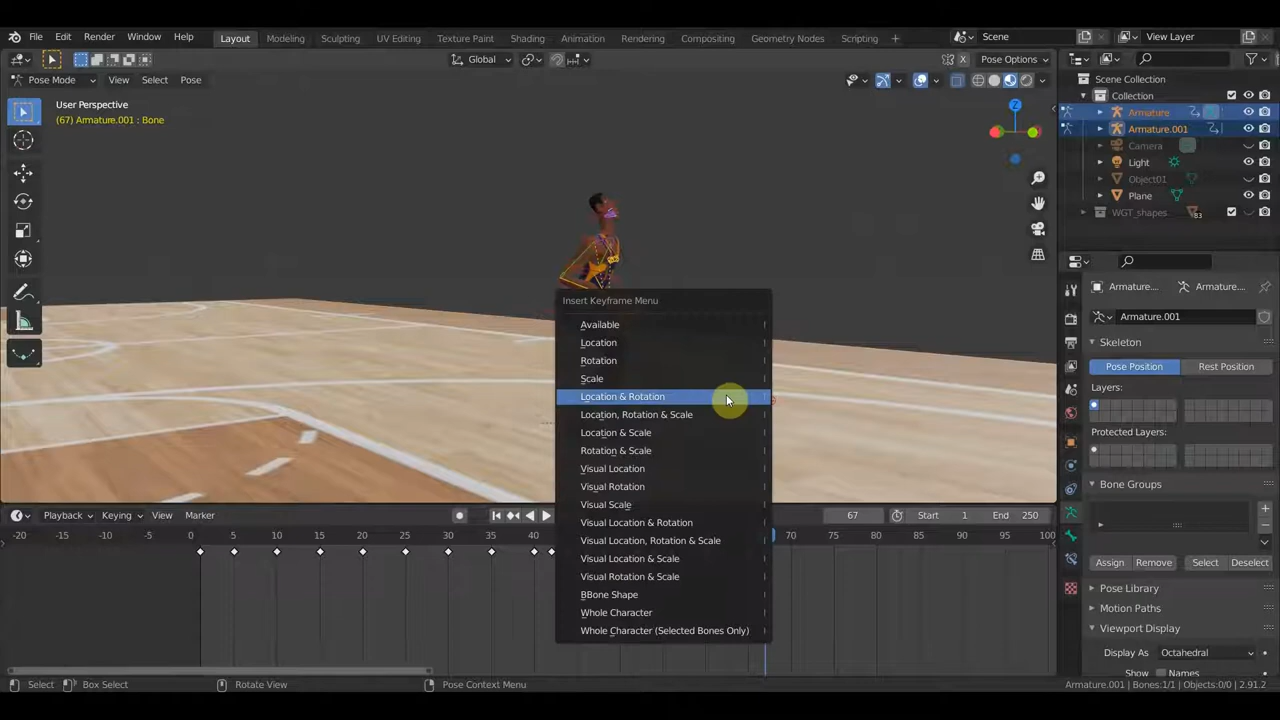 File Edit Render Window Help Layout Modeling Sculpting UV Editing Texture Paint Shading Animation Rendering Compositing Geometry Nodes Scripting + Scene View Layer
Global Pose Options
Pose Mode View Select Pose
Scene Collection
Collection
Armature
Armature.001
Camera
Light
Object01
Plane
WGT_shapes
83
User Perspective
(67) Armature.001 : Bone
Z
Insert Keyframe Menu
Available
Location
Rotation
Scale
Location & Rotation
Location, Rotation & Scale
Location & Scale
Rotation & Scale
Visual Location
Visual Rotation
Visual Scale
Visual Location & Rotation
Visual Location, Rotation & Scale
Visual Location & Scale
Visual Rotation & Scale
BBone Shape
Whole Character
Whole Character (Selected Bones Only)
Armature... Armature...
Armature.001
Skeleton
Pose Position Rest Position
Layers:
Protected Layers:
Bone Groups
Assign Remove Select Deselect
Pose Library
Motion Paths
Viewport Display
Display As Octahedral
Show Names
Playback Keying View Marker 67 Start 1 End 250
-20 -15 -10 -5 0 5 10 15 20 25 30 35 40 70 75 80 85 90 95 100
Select Box Select Rotate View Pose Context Menu Armature.001 | Bones:1/1 | Objects:0/0 | 2.91.2